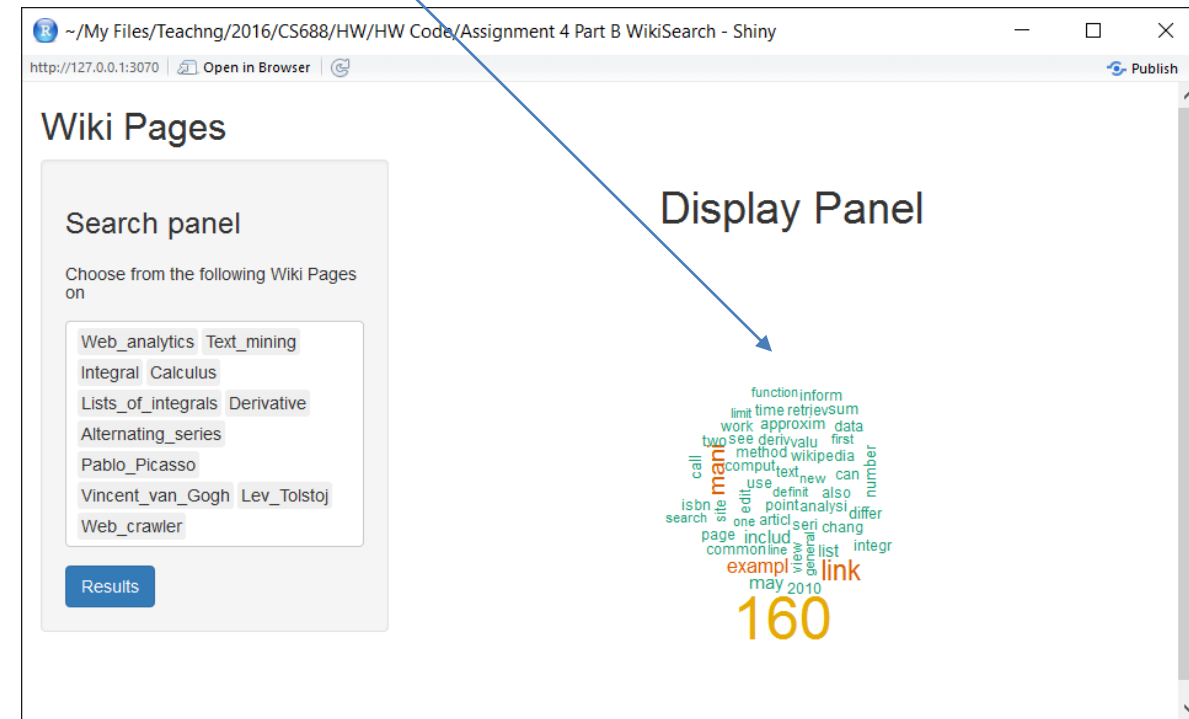 ~/My Files/Teachng/2016/CS688/HW/HW Code/Assignment 4 Part B WikiSearch - Shiny
http://127.0.0.1:3070 Open in Browser Publish
Wiki Pages
Search panel
Choose from the following Wiki Pages
on
Web_analytics Text_mining
Integral Calculus
Lists_of_integrals Derivative
Alternating_series
Pablo_Picasso
Vincent_van_Gogh Lev_Tolstoj
Web_crawler
Results
Display Panel
function inform
limit time retriev sum
work approxim data
two see deriv valu first
method wikipedia
call mani comput text new can number
use definit also
isbn site edit point analysi differ
search one articl seri chang
page includ
common line view general list integr
exampl link
may 2010
160